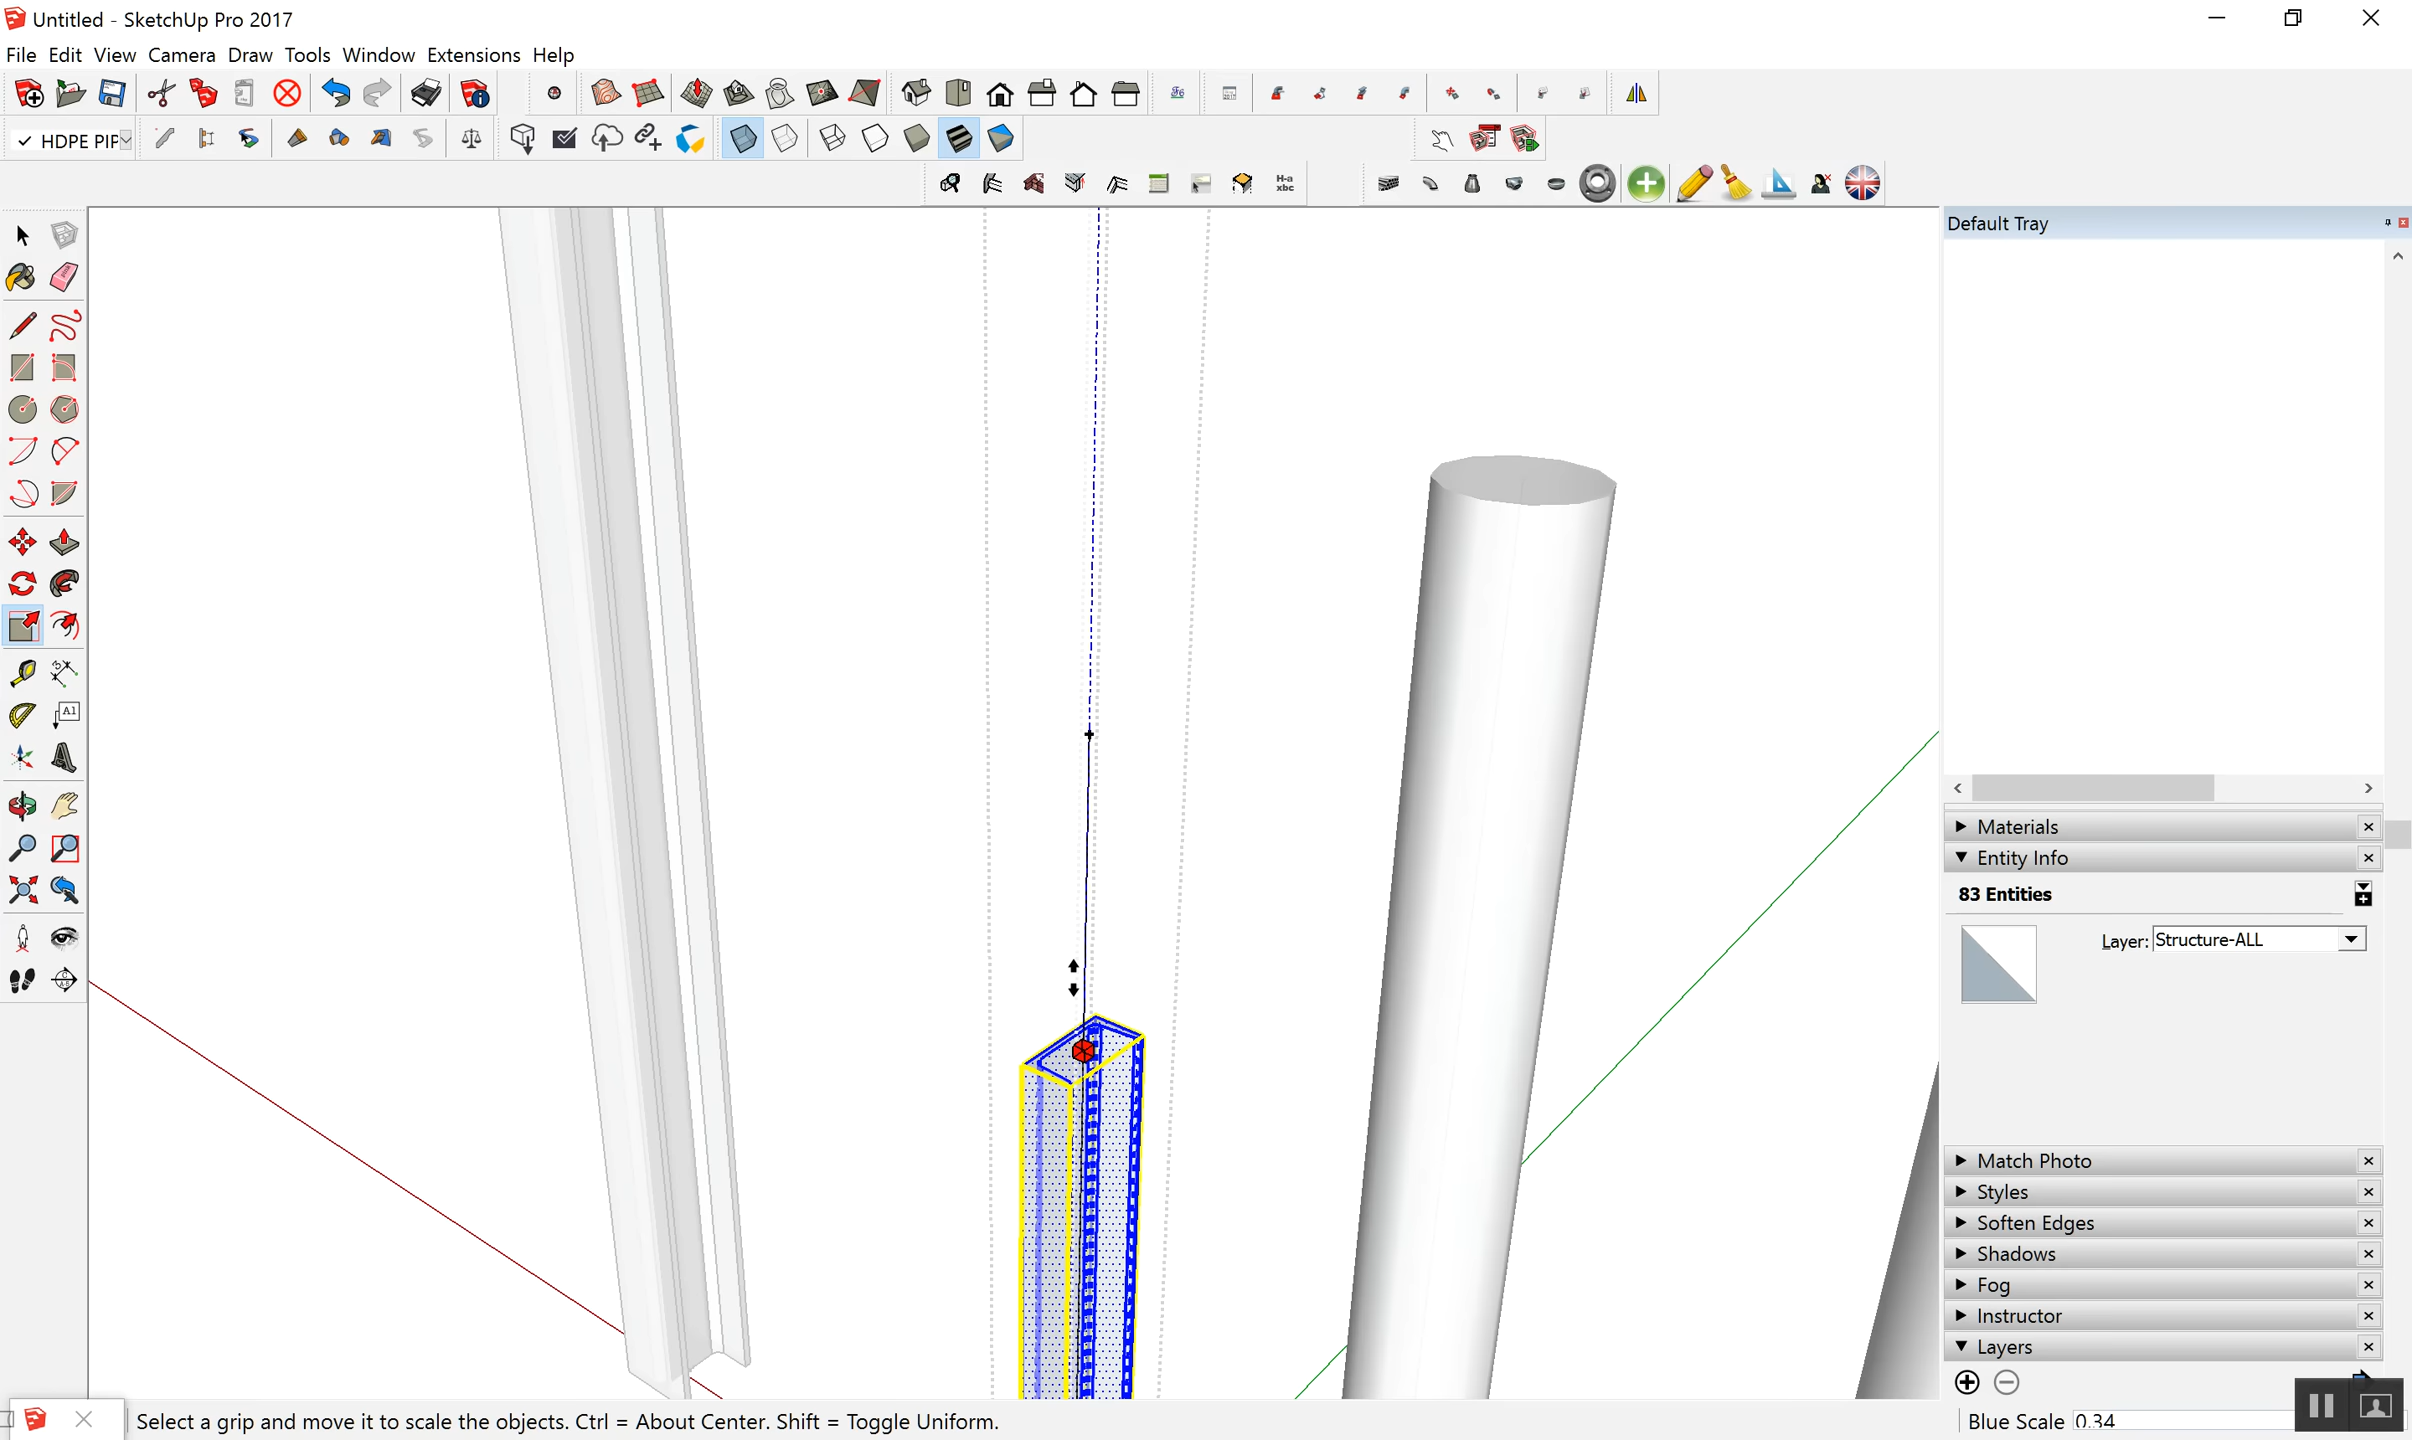 Untitled - SketchUp Pro 2017
File Edit View Camera Draw Tools Window Extensions Help
HDPE PIP
H-a
xbc
A1
Default Tray
Materials
Entity Info
83 Entities
Layer: Structure-ALL
Match Photo
Styles
Soften Edges
Shadows
Fog
Instructor
Layers
Select a grip and move it to scale the objects. Ctrl = About Center. Shift = Toggle Uniform.
Blue Scale 0.34